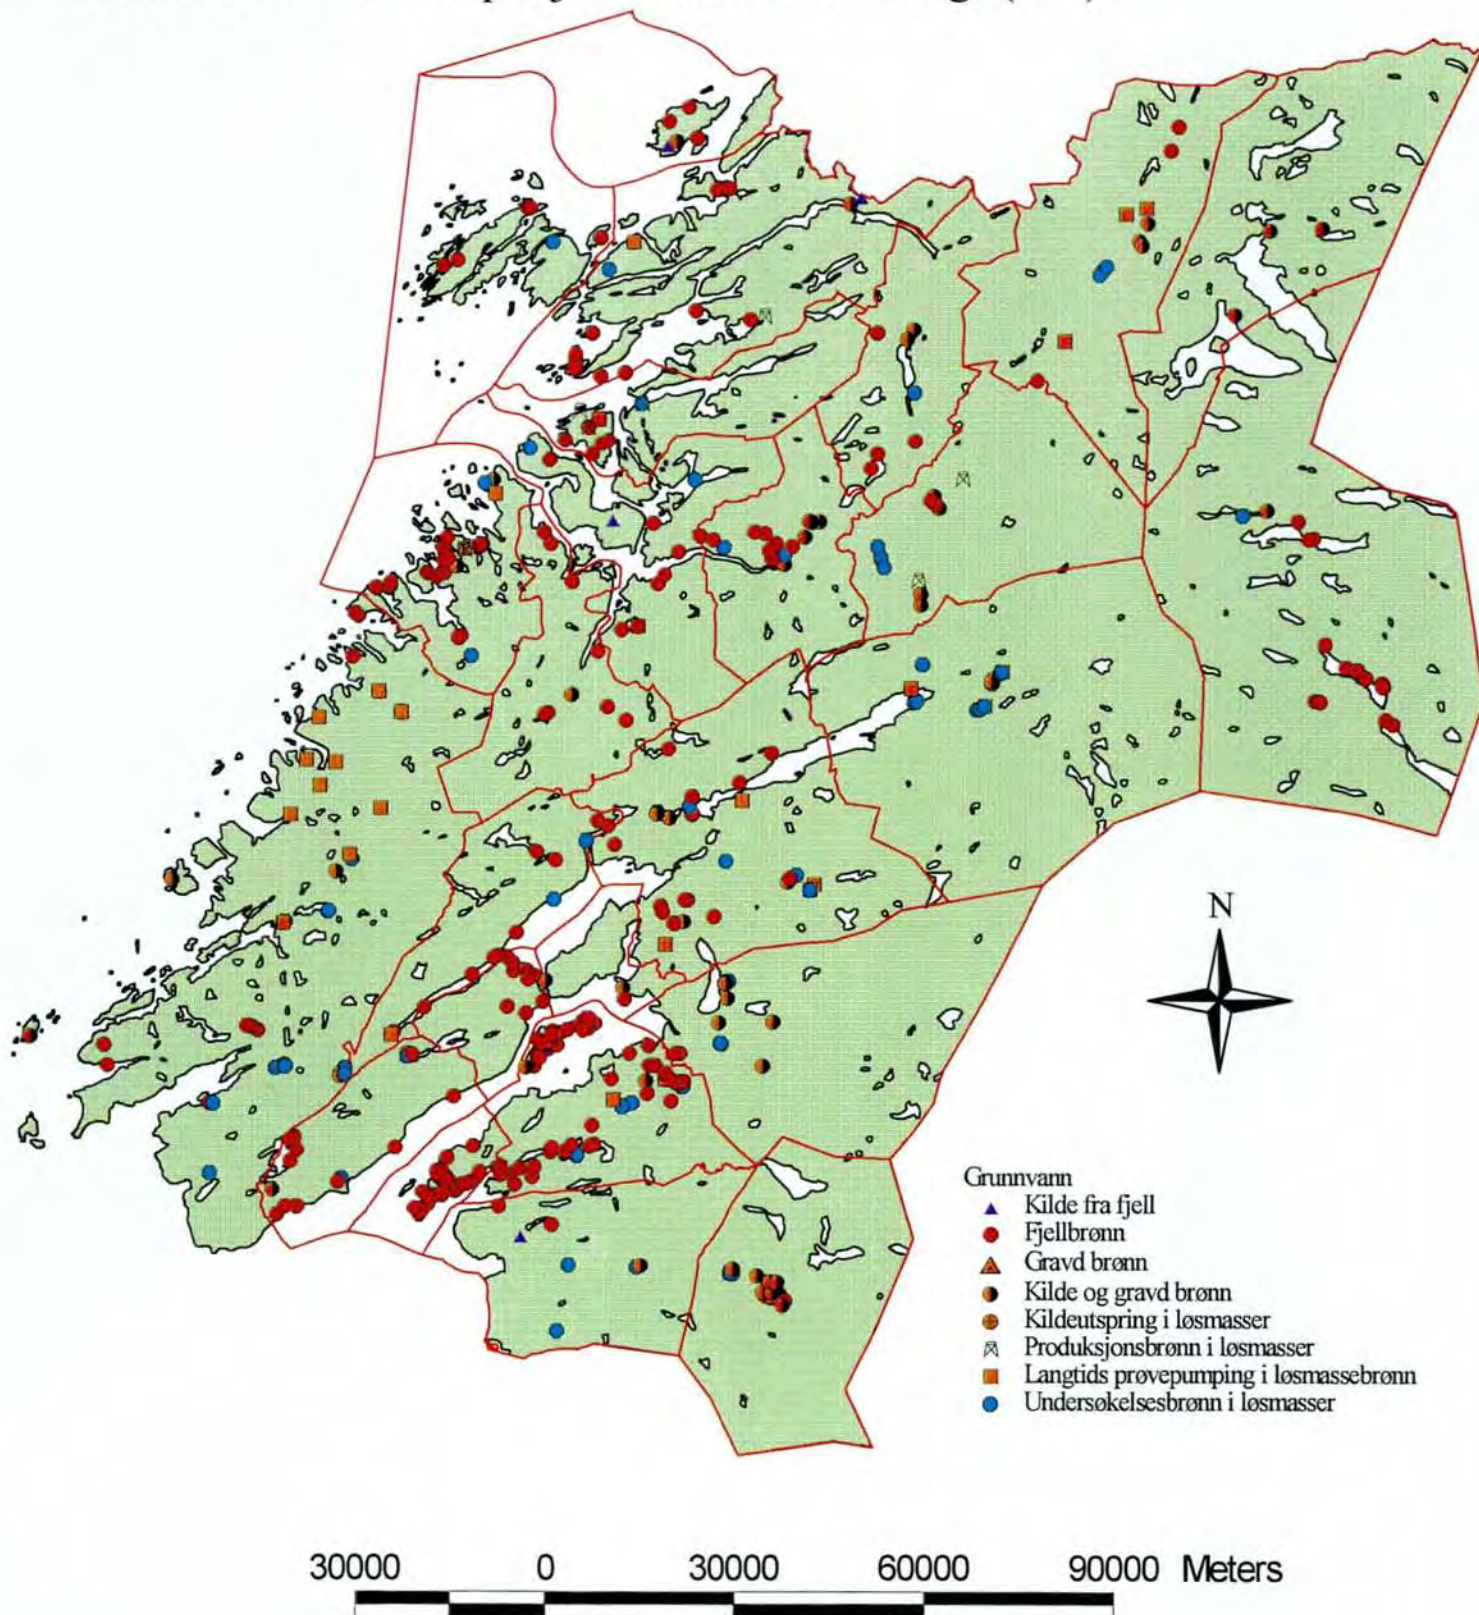 N
Grunnvann
Kilde fra fjell
Fjellbrønn
Gravd brønn
Kilde og gravd brønn
Kildeutspring i løsmasser
Produksjonsbrønn i løsmasser
Langtids prøvepumping i løsmassebrønn
Undersøkelsesbrønn i løsmasser
30000 0 30000 60000 90000 Meters